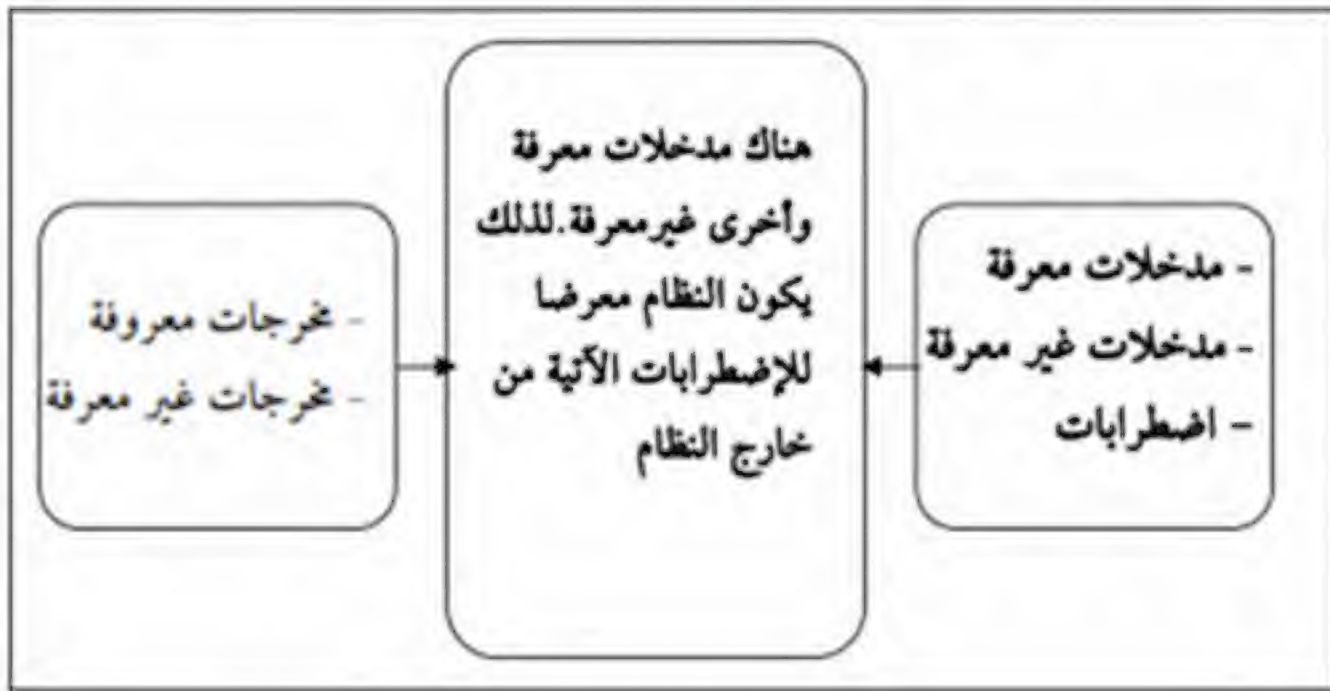 - مدخلات معرفة
- مدخلات غير معرفة
- اضطرابات
هناك مدخلات معرفة
وأخرى غيرمعرفة.لذلك
يكون النظام معرضا
للإضطرابات الآتية من
خارج النظام
- مخرجات معروفة
- مخرجات غير معرفة